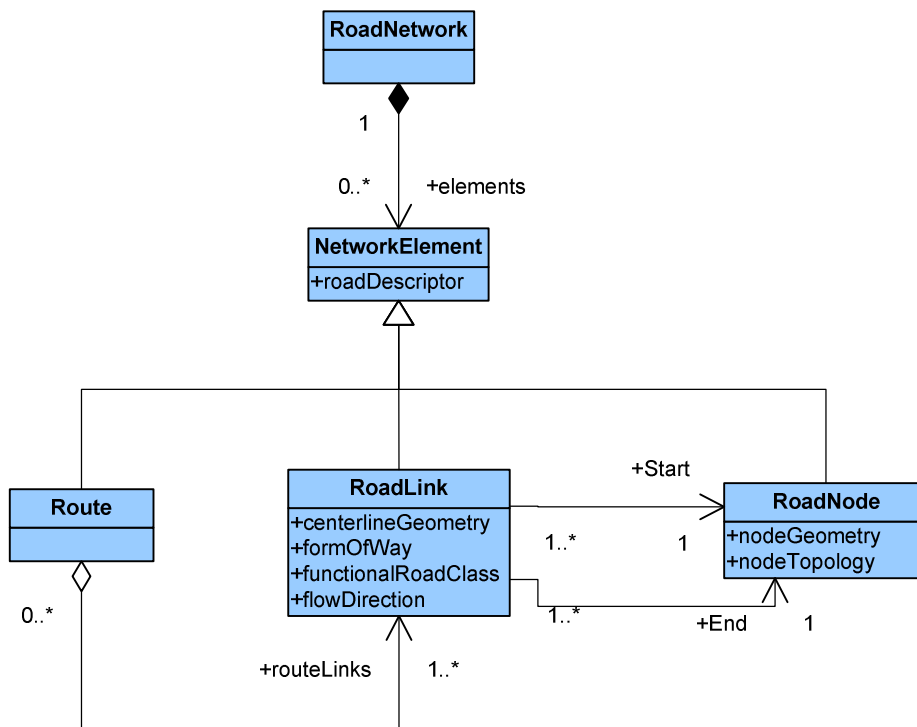 RoadNetwork
1
0..*
+elements
NetworkElement
+roadDescriptor
Route
0..*
RoadLink
+centerlineGeometry
+formOfWay
+functionalRoadClass
+flowDirection
+Start
1..*
1
RoadNode
+nodeGeometry
+nodeTopology
1..*
+End
1
+routeLinks
1..*